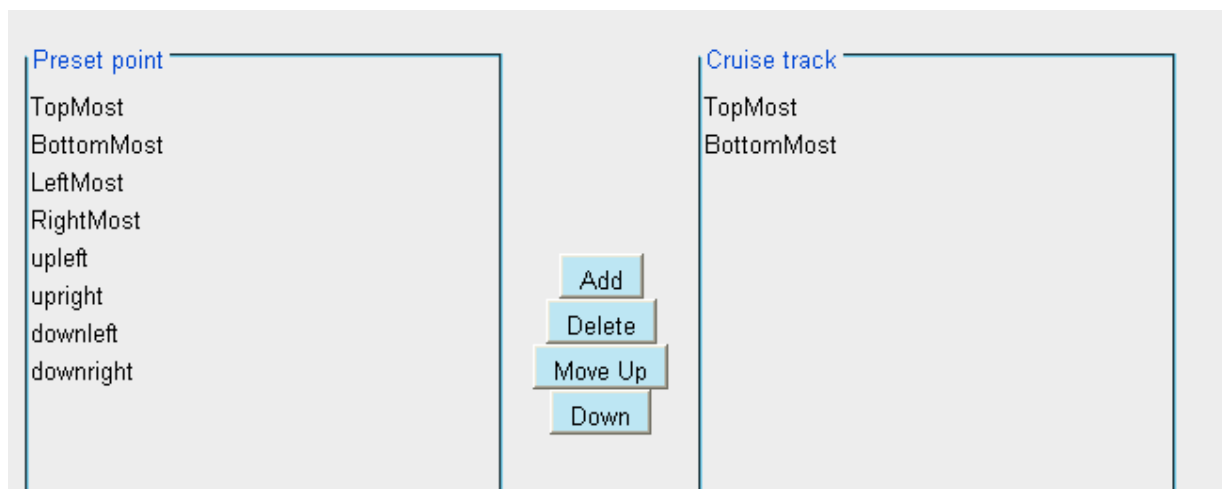 Preset point
TopMost
BottomMost
LeftMost
RightMost
upleft
upright
downleft
downright
Add
Delete
Move Up
Down
Cruise track
TopMost
BottomMost